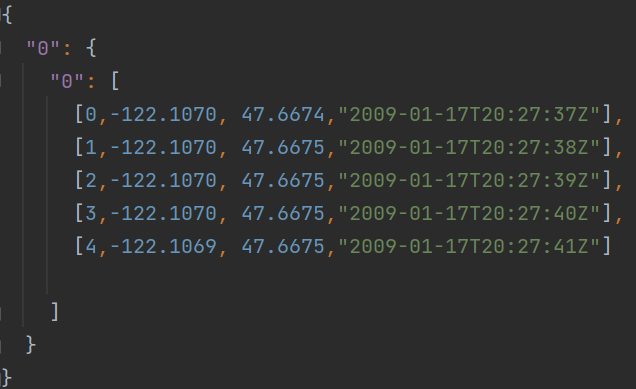 {
"0": {
"0": [
[0,-122.1070, 47.6674,"2009-01-17T20:27:37Z"],
[1,-122.1070, 47.6675,"2009-01-17T20:27:38Z"],
[2,-122.1070, 47.6675,"2009-01-17T20:27:39Z"],
[3,-122.1070, 47.6675,"2009-01-17T20:27:40Z"],
[4,-122.1069, 47.6675,"2009-01-17T20:27:41Z"]
]
}
}